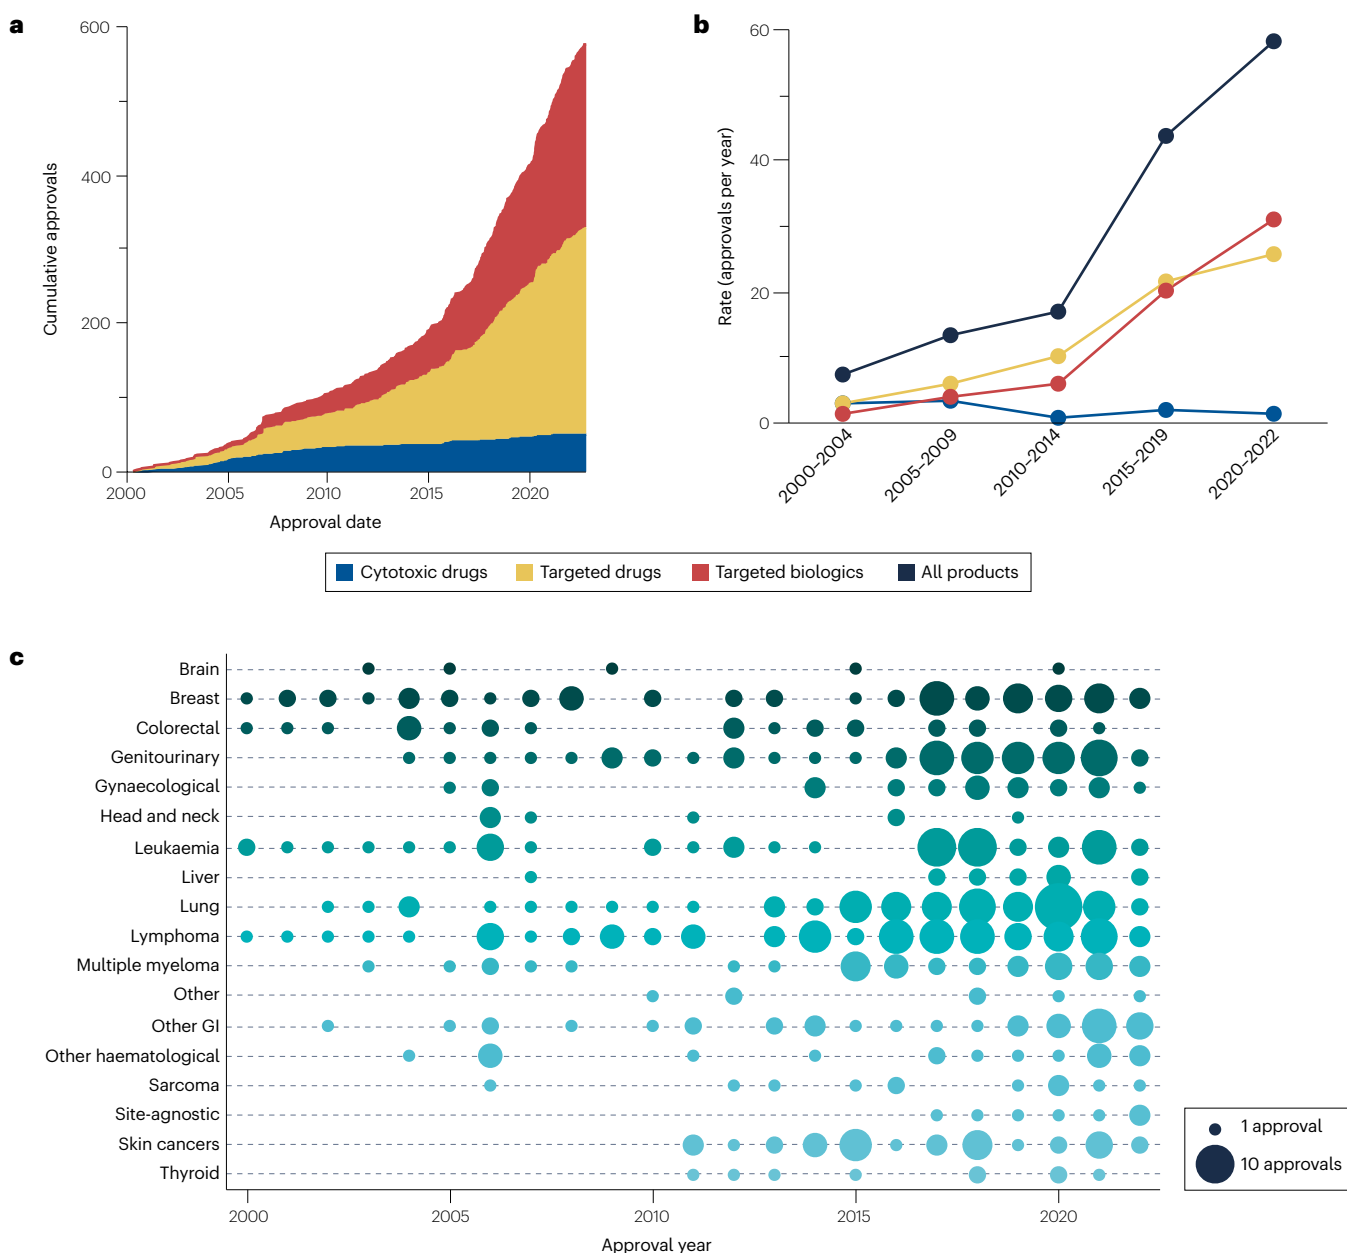 a
600
400
200
0
Cumulative approvals
2000 2005 2010 2015 2020
Approval date
b
60
40
20
0
Rate (approvals per year)
2000–2004 2005–2009 2010–2014 2015–2019 2020–2022
Cytotoxic drugs Targeted drugs Targeted biologics All products
c
Brain
Breast
Colorectal
Genitourinary
Gynaecological
Head and neck
Leukaemia
Liver
Lung
Lymphoma
Multiple myeloma
Other
Other GI
Other haematological
Sarcoma
Site-agnostic
Skin cancers
Thyroid
2000 2005 2010 2015 2020
Approval year
1 approval
10 approvals